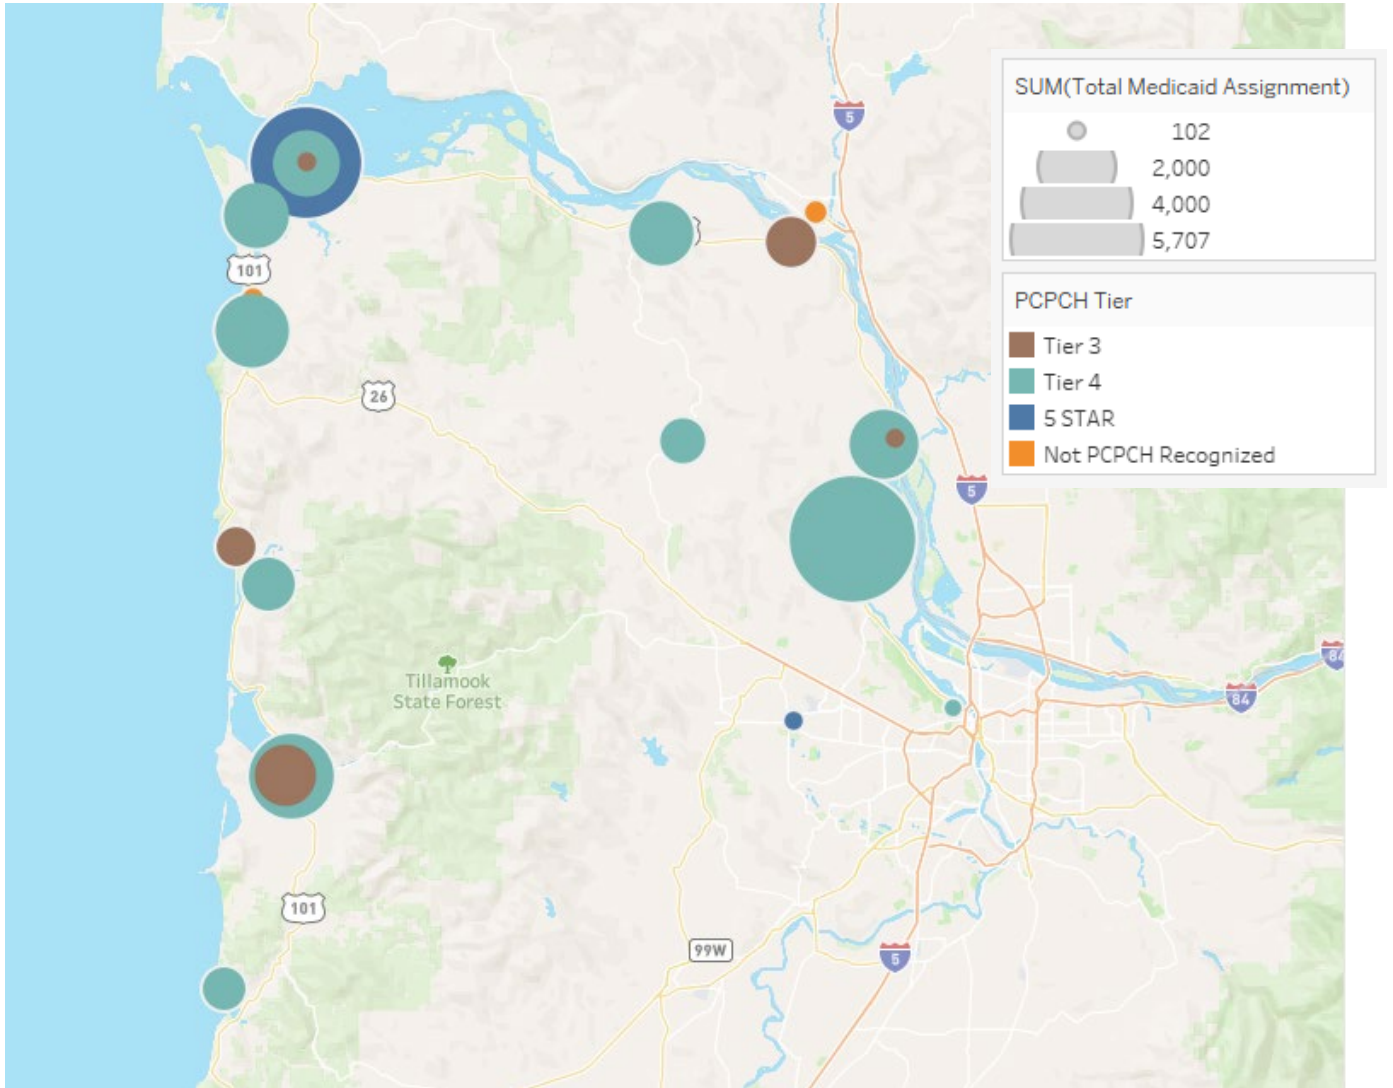 5
SUM(Total Medicaid Assignment)
102
2,000
4,000
5,707
101
PCPCH Tier
Tier 3
Tier 4
5 STAR
Not PCPCH Recognized
26
5
Tillamook
State Forest
84
84
101
99W
5